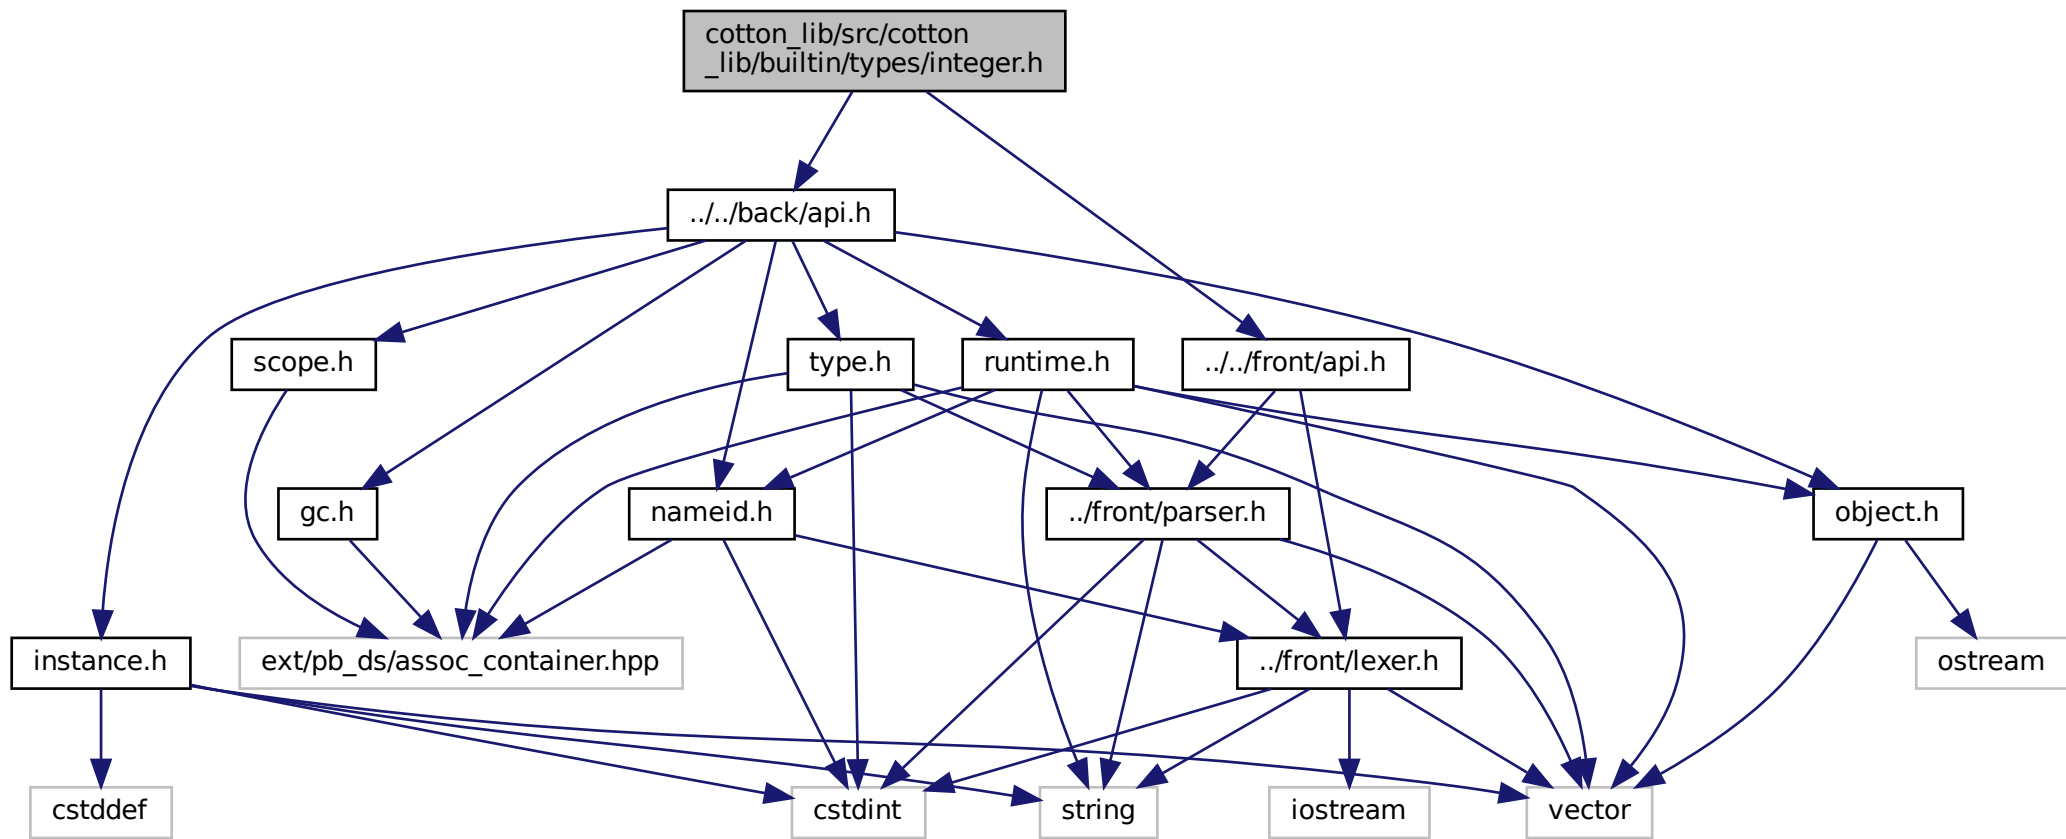 cotton_lib/src/cotton
_lib/builtin/types/integer.h
../../back/api.h
scope.h
type.h
runtime.h
../../front/api.h
gc.h
nameid.h
../front/parser.h
object.h
instance.h
ext/pb_ds/assoc_container.hpp
../front/lexer.h
ostream
cstddef
cstdint
string
iostream
vector